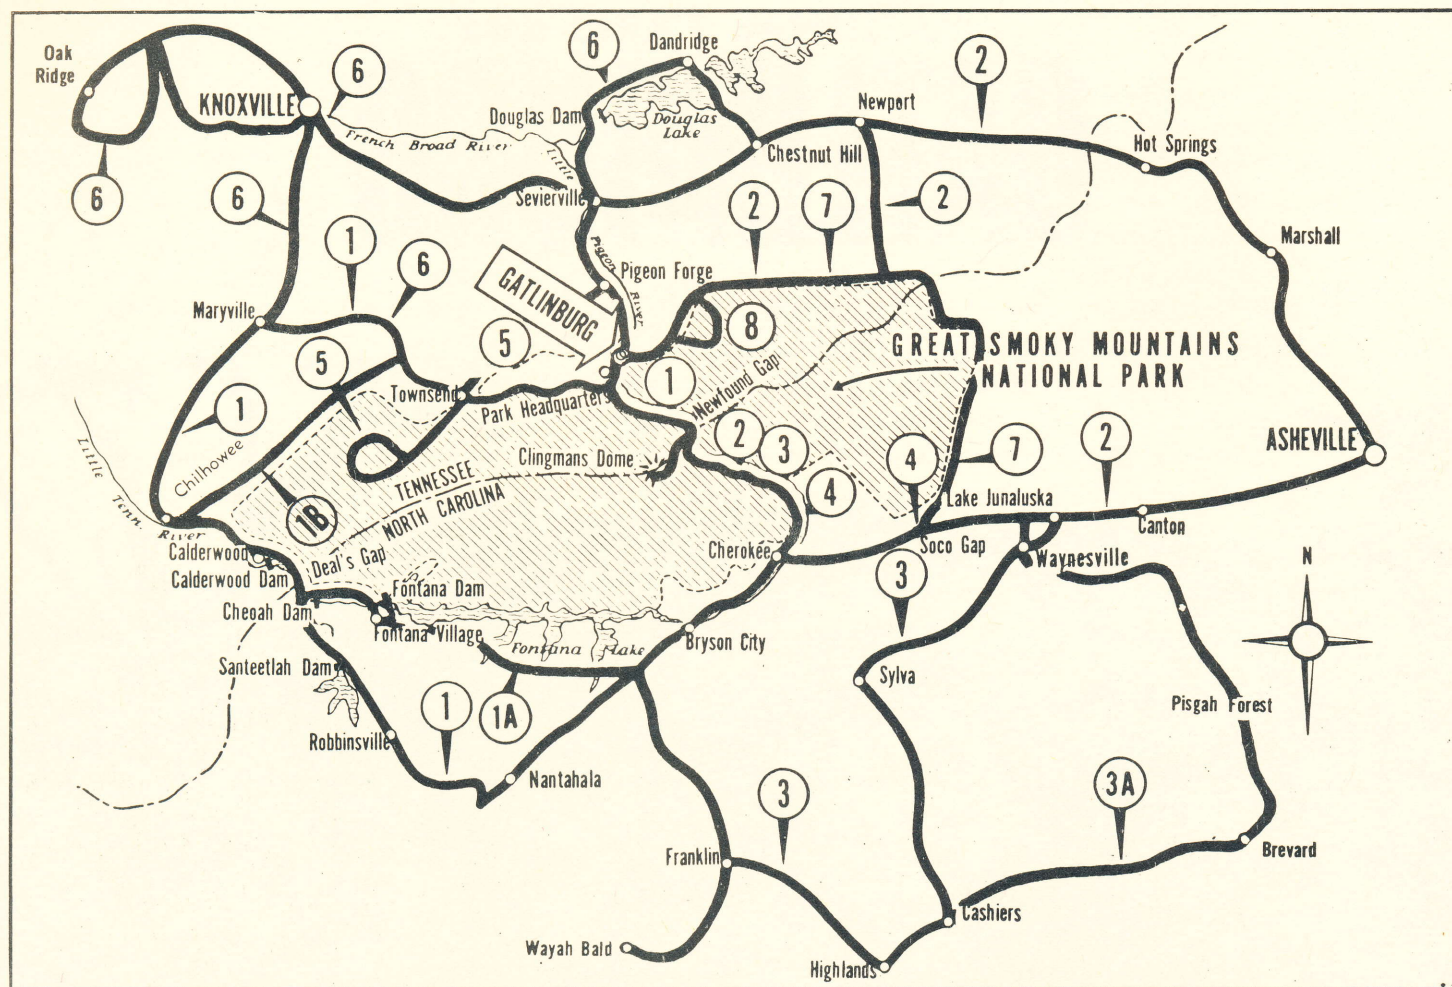 Oak
Ridge
KNOXVILLE
6
6
Dandridge
2
Newport
Hot Springs
Douglas Dam
Douglas
Lake
French Broad River
Little
Chestnut Hill
6
6
Sevierville
2
7
2
Marshall
1
6
Pigeon
River
Pigeon Forge
GATLINBURG
Maryville
5
5
8
GREAT SMOKY MOUNTAINS
NATIONAL PARK
1
1
Townsend
Park Headquarters
Newfound Gap
Chilhowee
Little Tenn.
River
2
3
4
4
7
2
ASHEVILLE
Clingmans Dome
TENNESSEE
NORTH CAROLINA
1B
Lake Junaluska
Canton
Soco Gap
Waynesville
Calderwood
Calderwood Dam
Deal's Gap
Cherokee
3
N
Cheoah Dam
Fontana Dam
Fontana Village
Fontana Lake
Bryson City
Santeetlah Dam
Sylva
Pisgah Forest
1
1A
Robbinsville
Nantahala
3
3A
Franklin
Brevard
Cashiers
Wayah Bald
Highlands